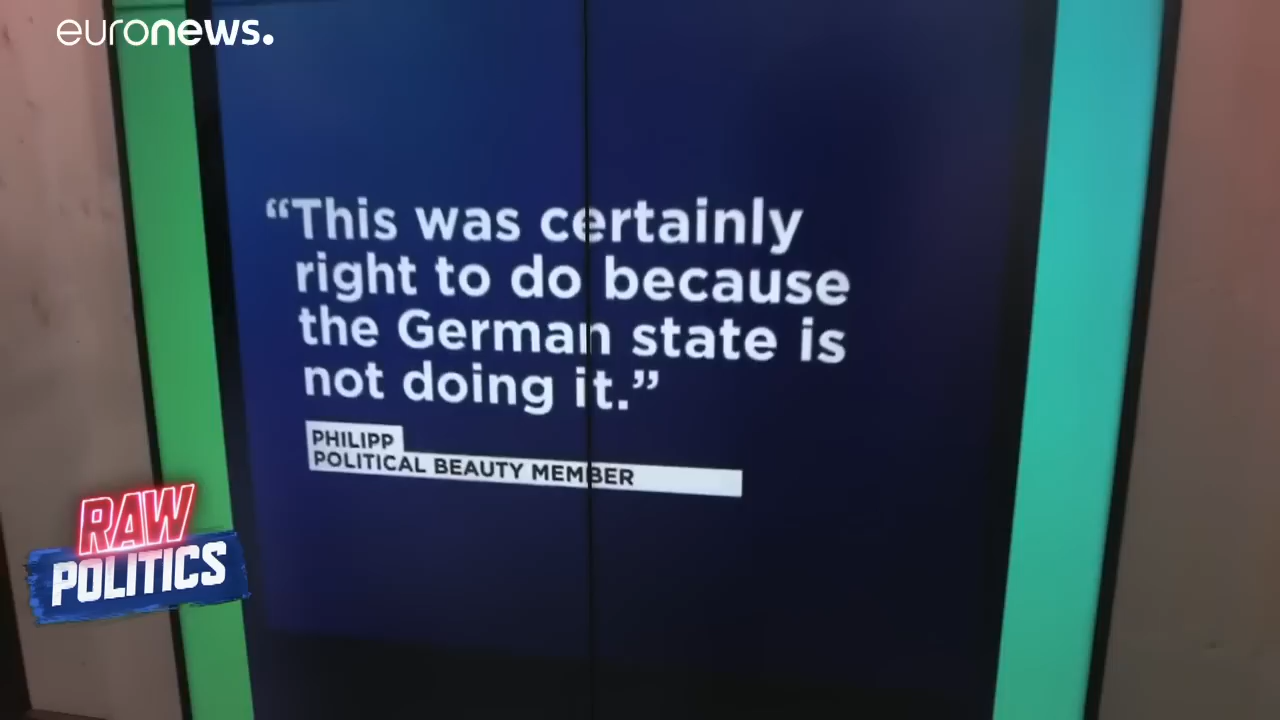 euronews.
“This was certainly
right to do because
the German state is
not doing it.”
PHILIPP
POLITICAL BEAUTY MEMBER
RAW
POLITICS